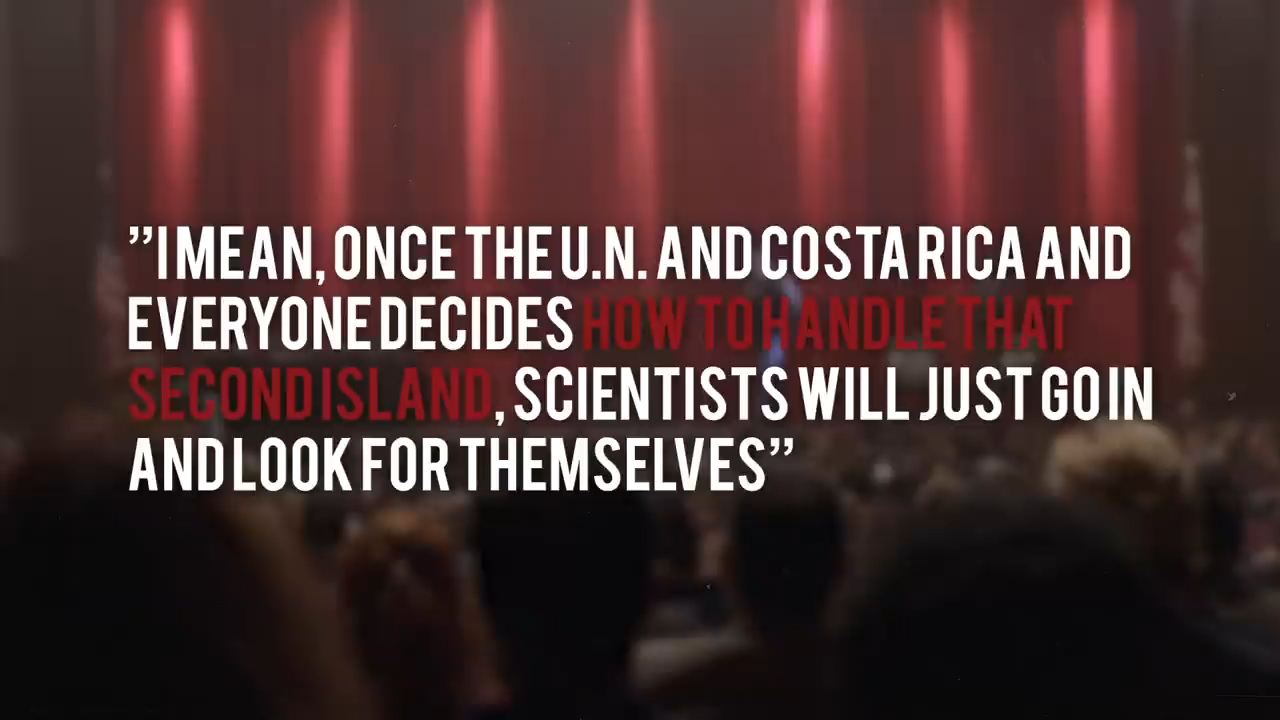 ”I MEAN, ONCE THE U.N. AND COSTA RICA AND
EVERYONE DECIDES HOW TO HANDLE THAT
SECOND ISLAND, SCIENTISTS WILL JUST GO IN
AND LOOK FOR THEMSELVES”